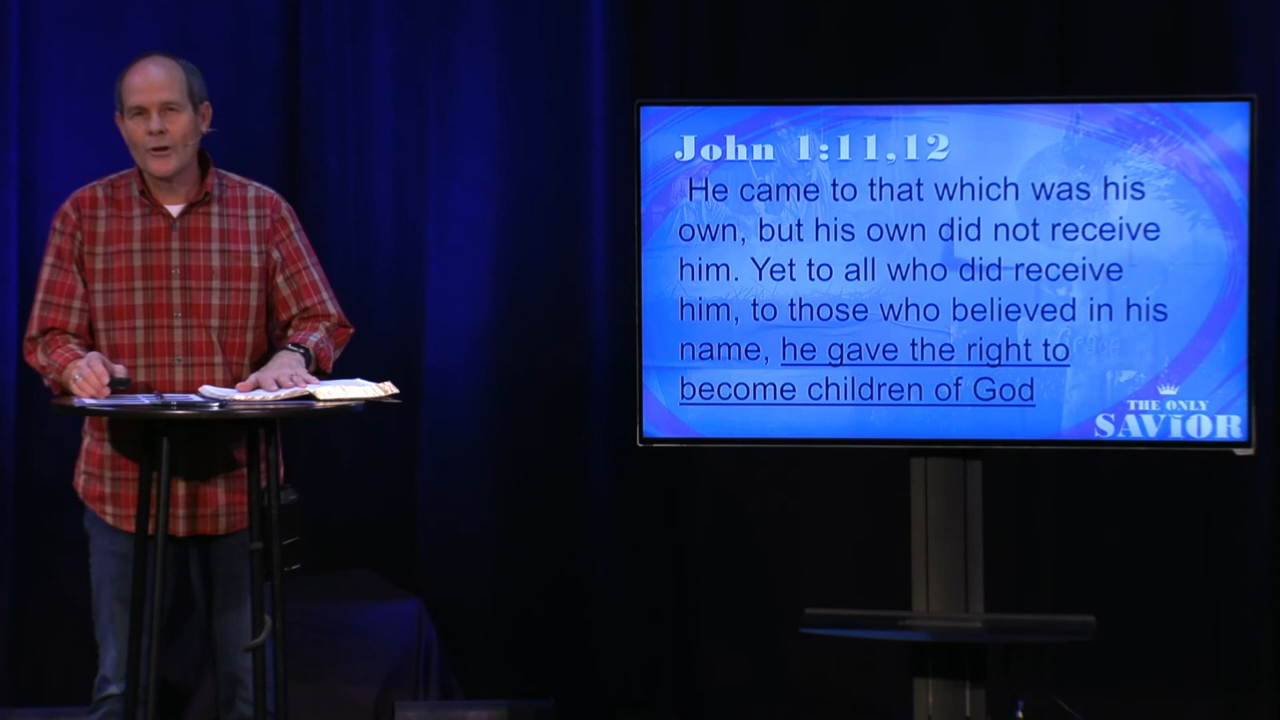 John 1:11,12
He came to that which was his
own, but his own did not receive
him. Yet to all who did receive
him, to those who believed in his
name, he gave the right to
become children of God
THE ONLY
SAVIOR